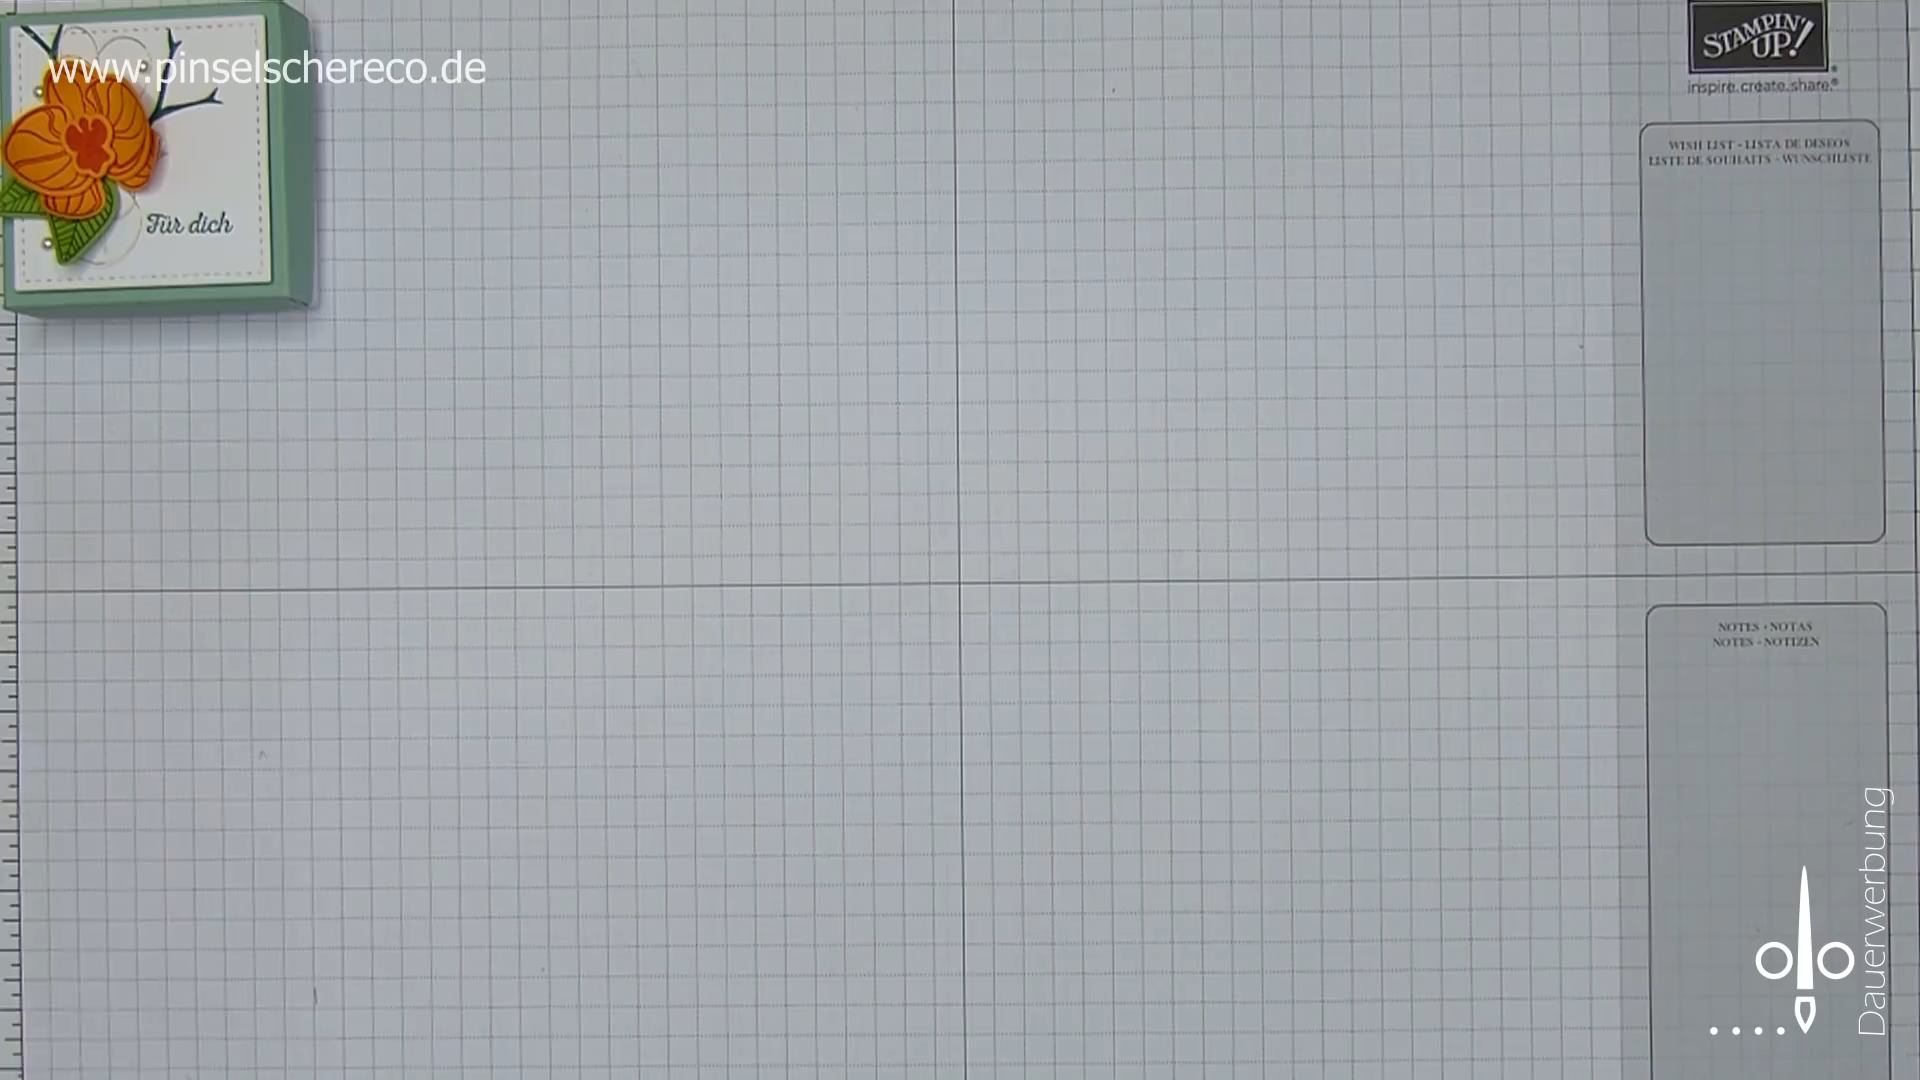 www.pinselschereco.de
Für dich
STAMPIN'
UP!®
inspire.create.share.®
WISH LIST - LISTA DE DESEOS
LISTE DE SOUHAITS - WUNSCHLISTE
NOTES - NOTAS
NOTES - NOTIZEN
Dauerwerbung